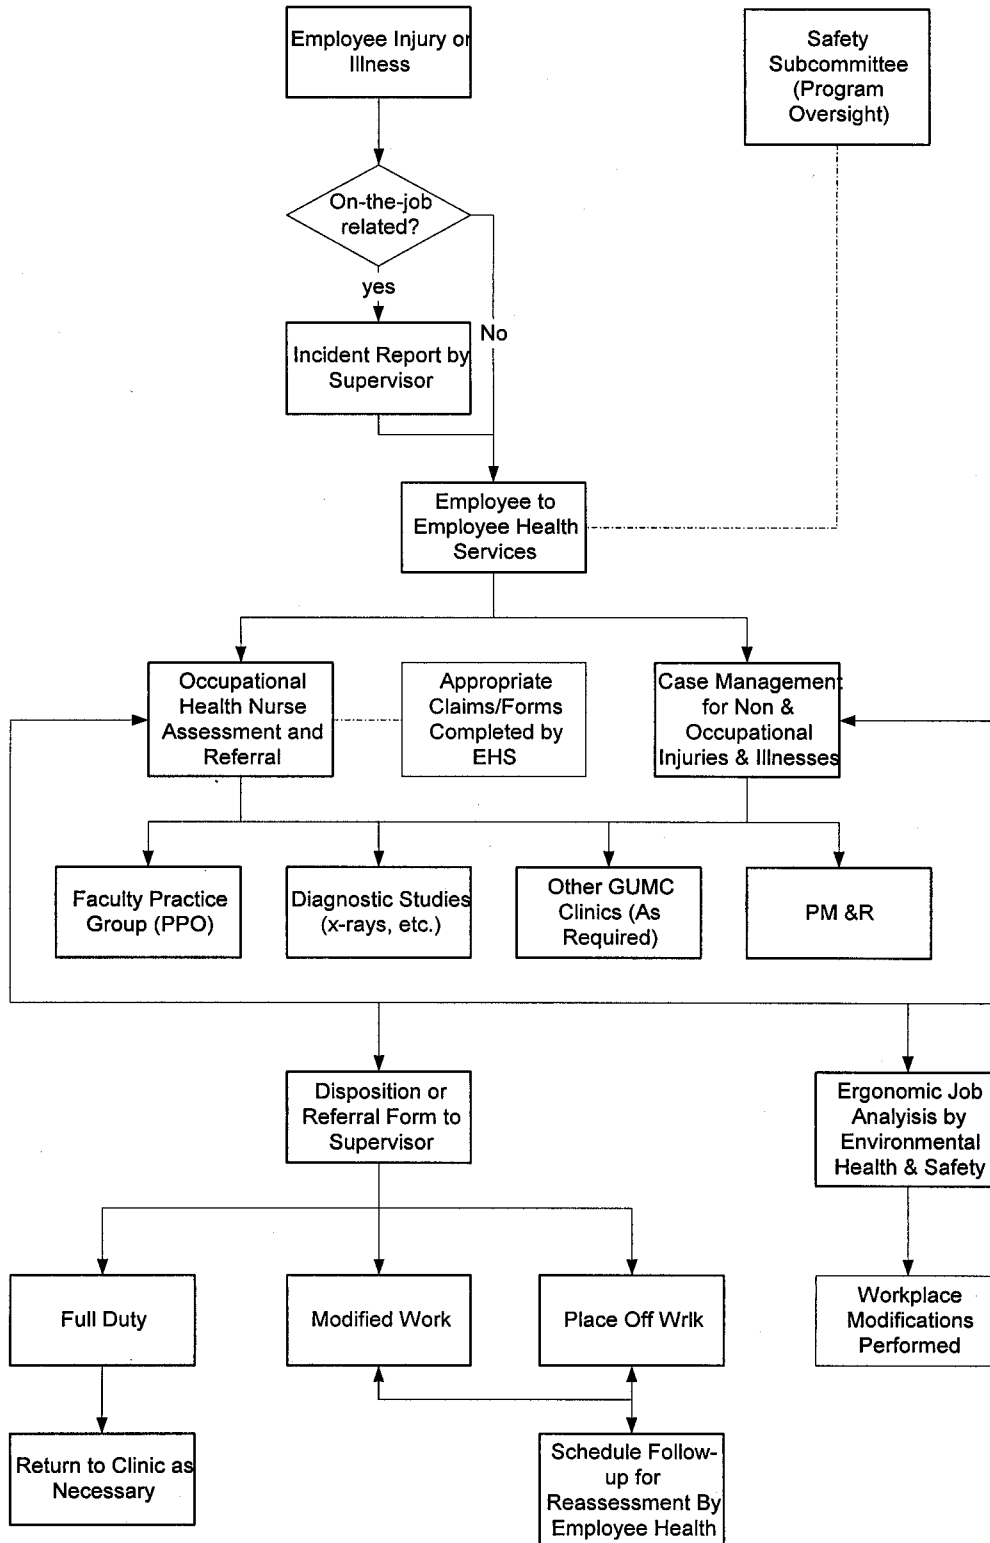 Employee Injury or
Illness
Safety
Subcommittee
(Program
Oversight)
On-the-job
related?
yes
No
Incident Report by
Supervisor
Employee to
Employee Health
Services
Occupational
Health Nurse
Assessment and
Referral
Appropriate
Claims/Forms
Completed by
EHS
Case Management
for Non &
Occupational
Injuries & Illnesses
Faculty Practice
Group (PPO)
Diagnostic Studies
(x-rays, etc.)
Other GUMC
Clinics (As
Required)
PM &R
Disposition or
Referral Form to
Supervisor
Ergonomic Job
Analyisis by
Environmental
Health & Safety
Full Duty
Modified Work
Place Off Wrlk
Workplace
Modifications
Performed
Return to Clinic as
Necessary
Schedule Follow-
up for
Reassessment By
Employee Health